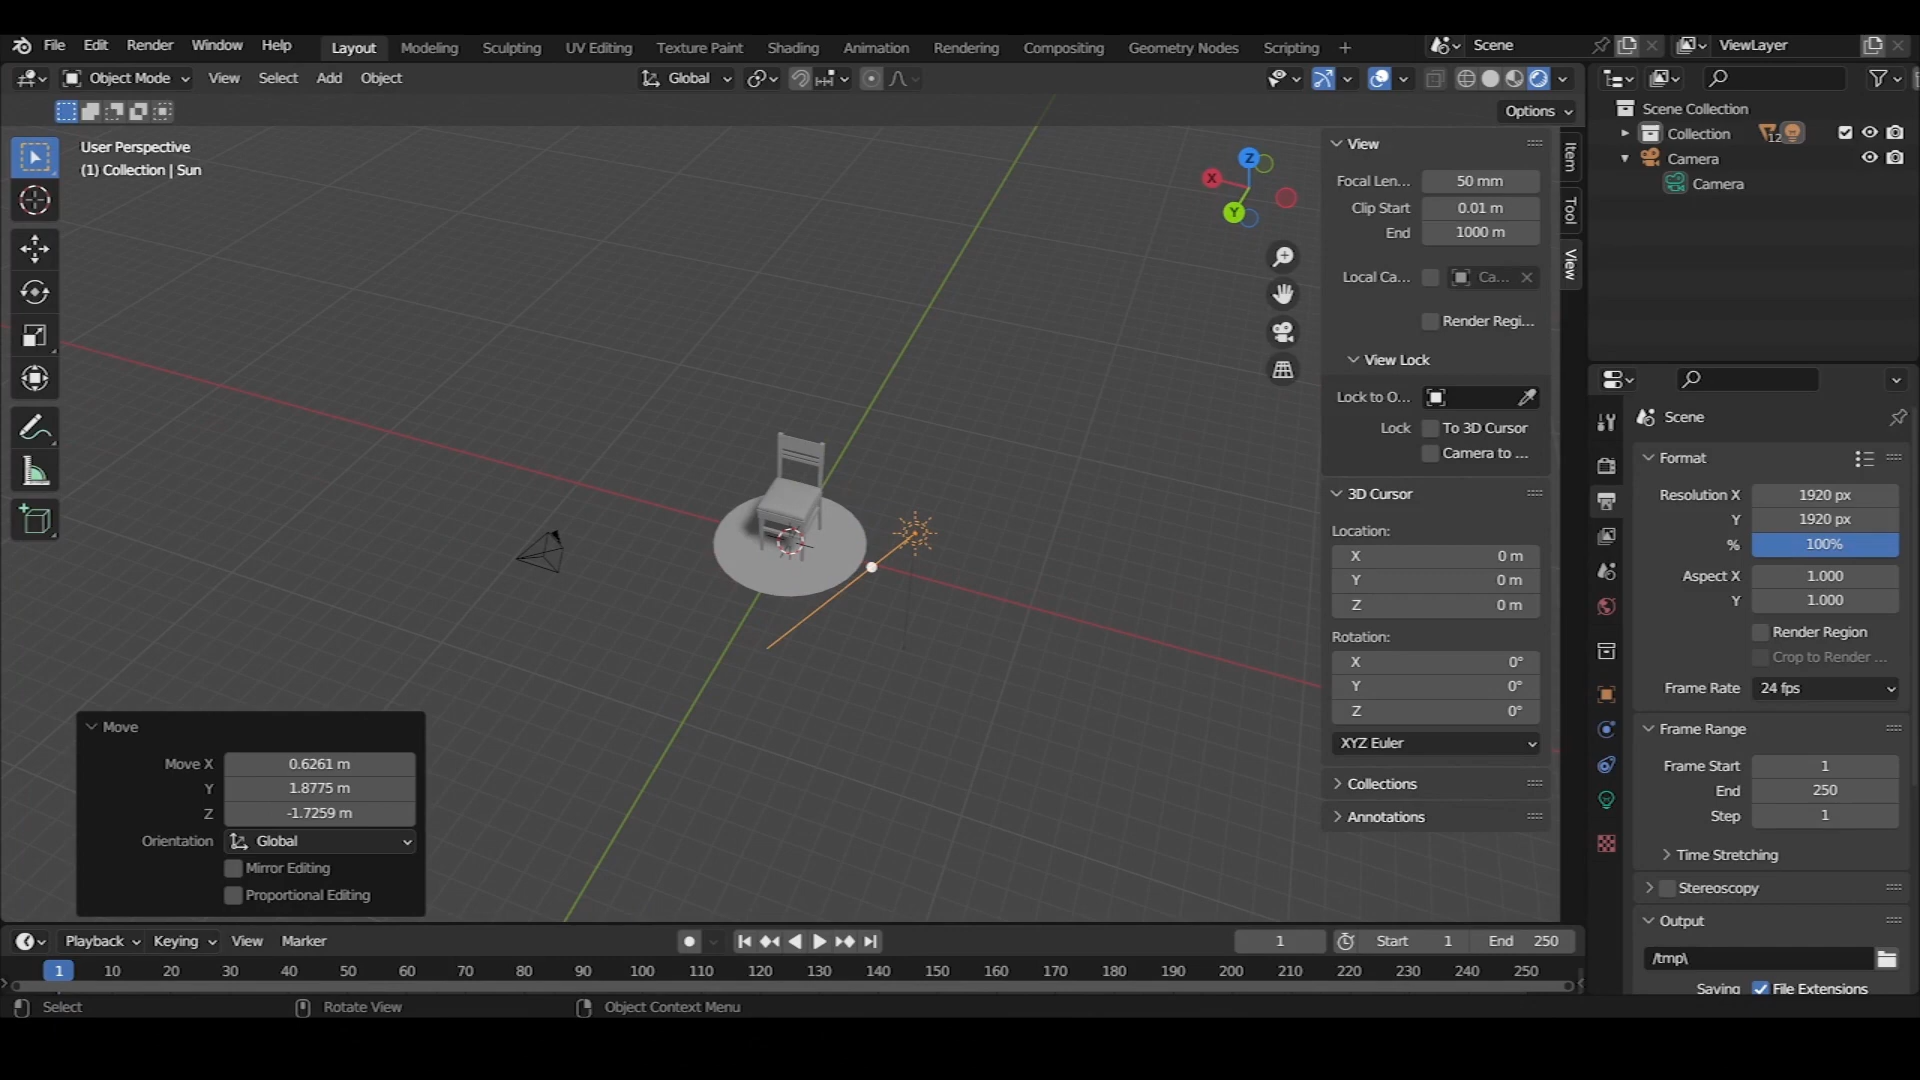 File Edit Render Window Help Layout Modeling Sculpting UV Editing Texture Paint Shading Animation Rendering Compositing Geometry Nodes Scripting + Scene ViewLayer
Object Mode View Select Add Object Global
Options
User Perspective
(1) Collection | Sun
Z
X
Y
View
Focal Len... 50 mm
Clip Start 0.01 m
End 1000 m
Local Ca... Ca...
Render Regi...
View Lock
Lock to O...
Lock To 3D Cursor
Camera to ...
3D Cursor
Location:
X 0 m
Y 0 m
Z 0 m
Rotation:
X 0°
Y 0°
Z 0°
XYZ Euler
Collections
Annotations
Item
Tool
View
Scene Collection
Collection 12
Camera
Camera
Scene
Format
Resolution X 1920 px
Y 1920 px
% 100%
Aspect X 1.000
Y 1.000
Render Region
Crop to Render ...
Frame Rate 24 fps
Frame Range
Frame Start 1
End 250
Step 1
Time Stretching
Stereoscopy
Output
/tmp\
Saving File Extensions
Move
Move X 0.6261 m
Y 1.8775 m
Z -1.7259 m
Orientation Global
Mirror Editing
Proportional Editing
Playback Keying View Marker 1 Start 1 End 250
1 10 20 30 40 50 60 70 80 90 100 110 120 130 140 150 160 170 180 190 200 210 220 230 240 250
Select Rotate View Object Context Menu